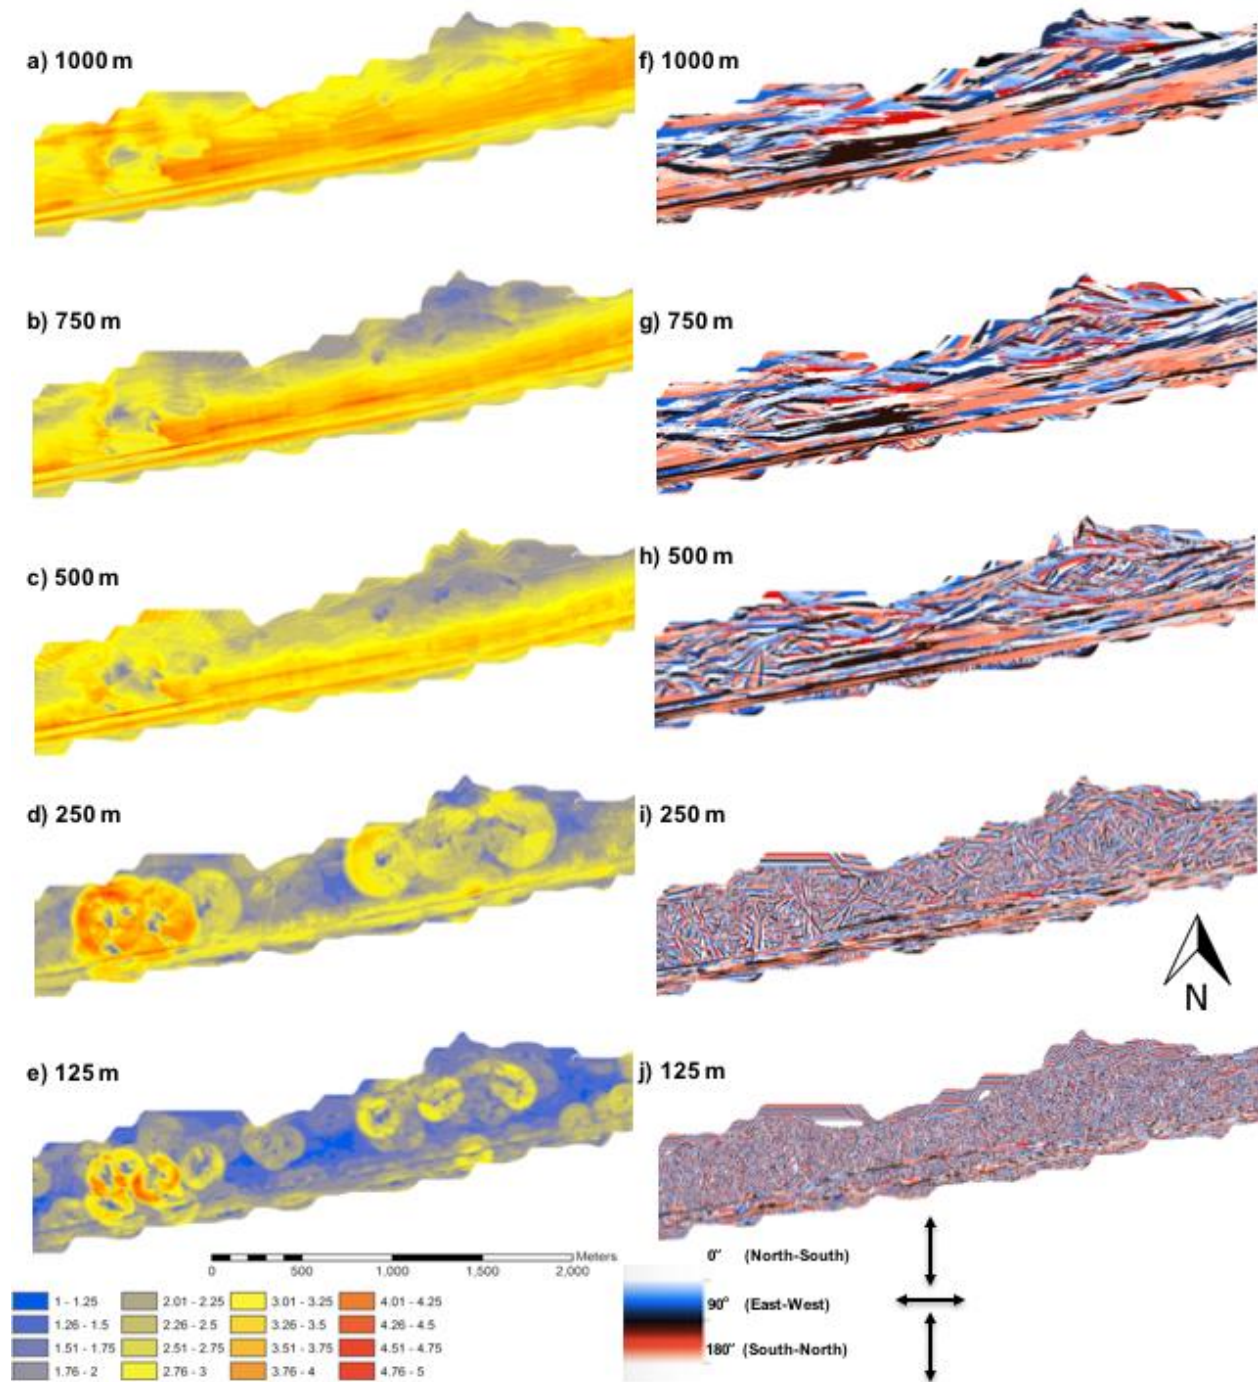 a) 1000 m
f) 1000 m
b) 750 m
g) 750 m
c) 500 m
h) 500 m
d) 250 m
i) 250 m
N
e) 125 m
j) 125 m
Meters
0 500 1,000 1,500 2,000
0° (North-South)
90° (East-West)
180° (South-North)
1 - 1.25 2.01 - 2.25 3.01 - 3.25 4.01 - 4.25
1.26 - 1.5 2.26 - 2.5 3.26 - 3.5 4.26 - 4.5
1.51 - 1.75 2.51 - 2.75 3.51 - 3.75 4.51 - 4.75
1.76 - 2 2.76 - 3 3.76 - 4 4.76 - 5